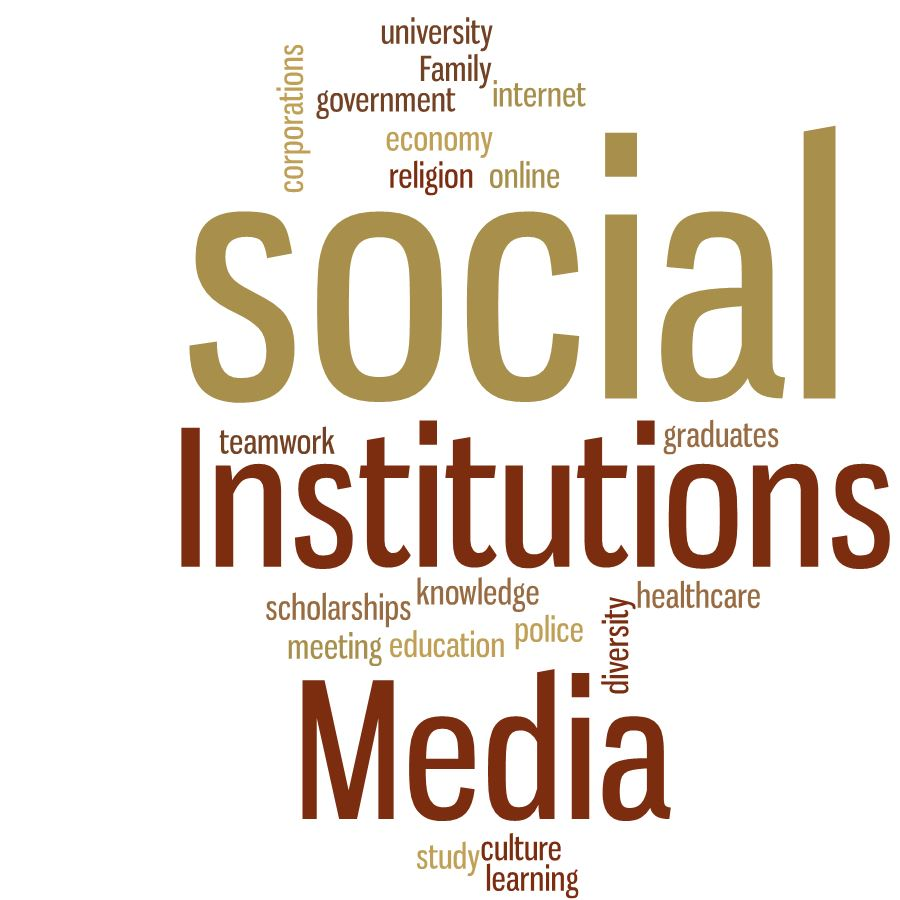 university
Family
corporations
government
internet
economy
religion
online
social
teamwork
graduates
Institutions
knowledge
healthcare
scholarships
diversity
police
meeting
education
Media
study
culture
learning